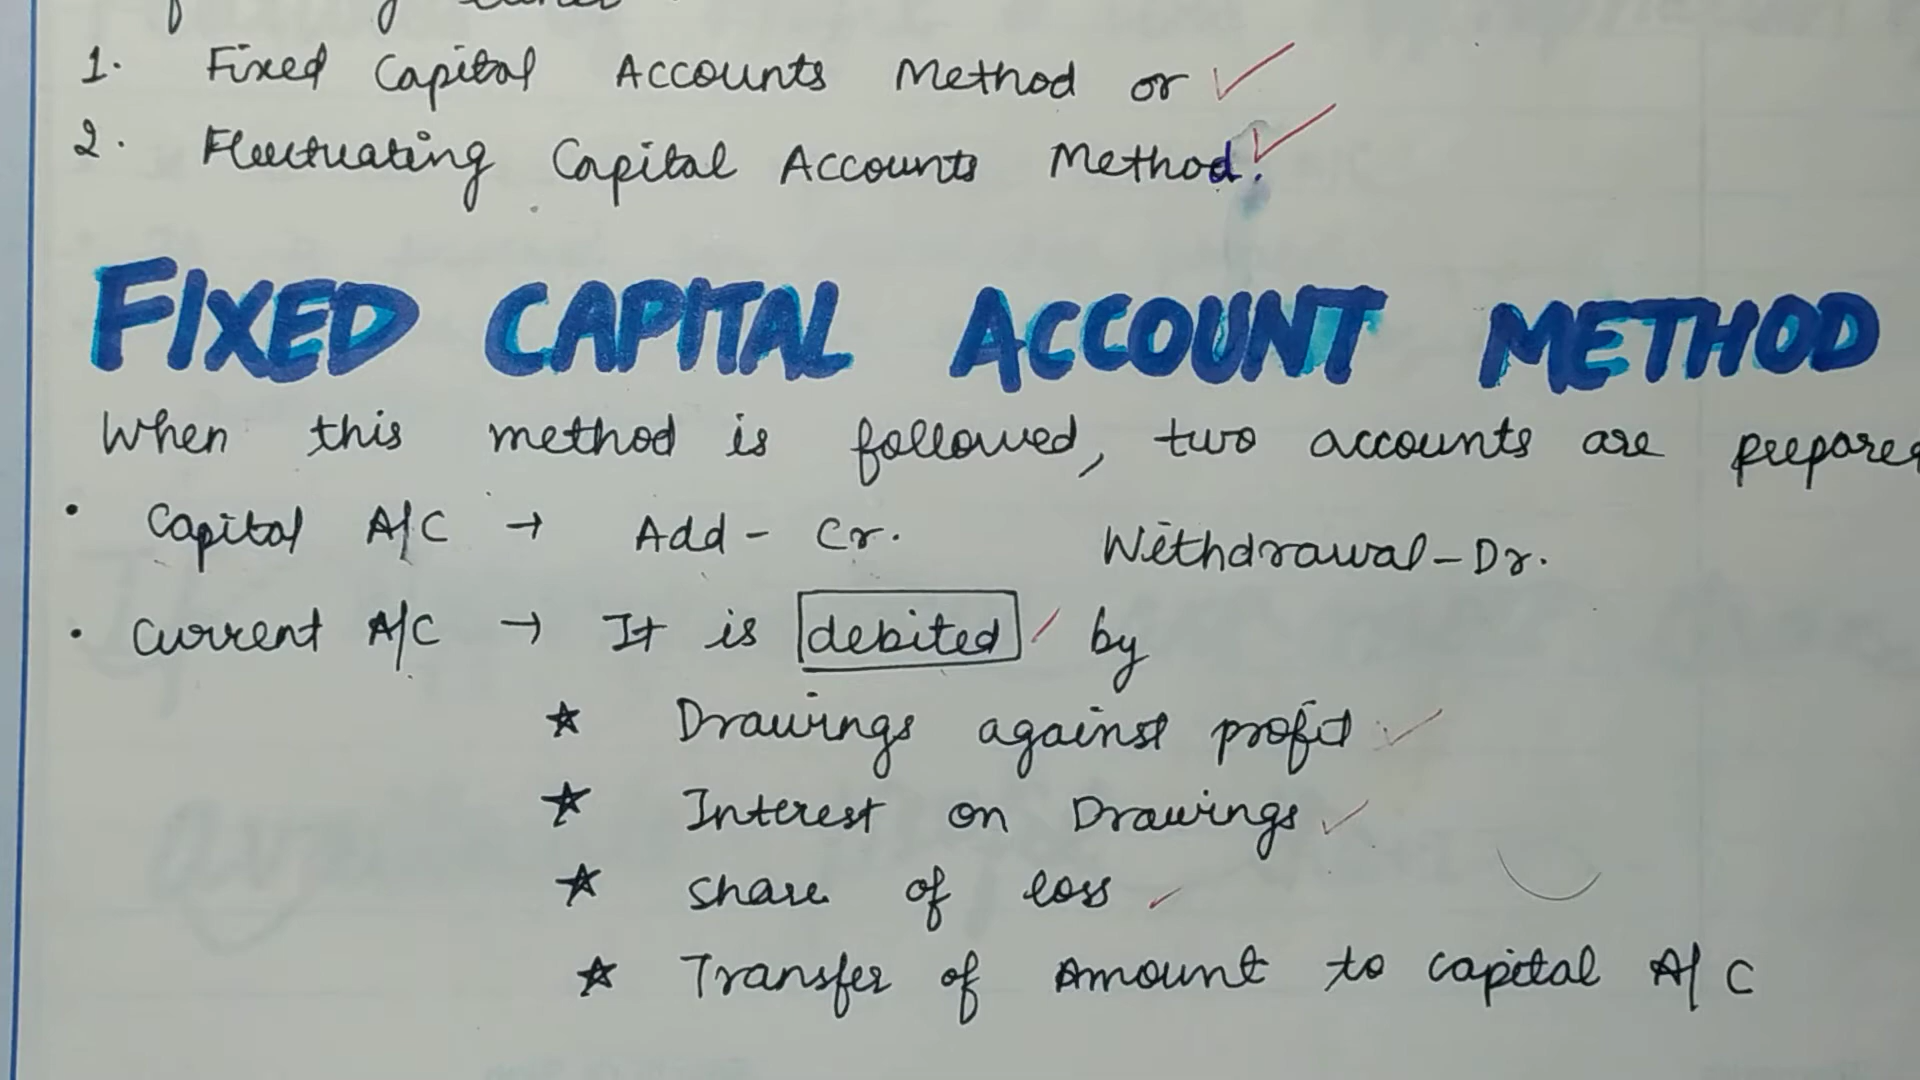 1. Fixed Capital Accounts Method or
2. Fluctuating Capital Accounts Method.
FIXED CAPITAL ACCOUNT METHOD
When this method is followed, two accounts are prepared
• Capital A/C → Add - Cr. Withdrawal - Dr.
• Current A/C → It is debited by
☆ Drawings against profit
☆ Interest on Drawings
☆ Share of loss
☆ Transfer of Amount to capital A/C